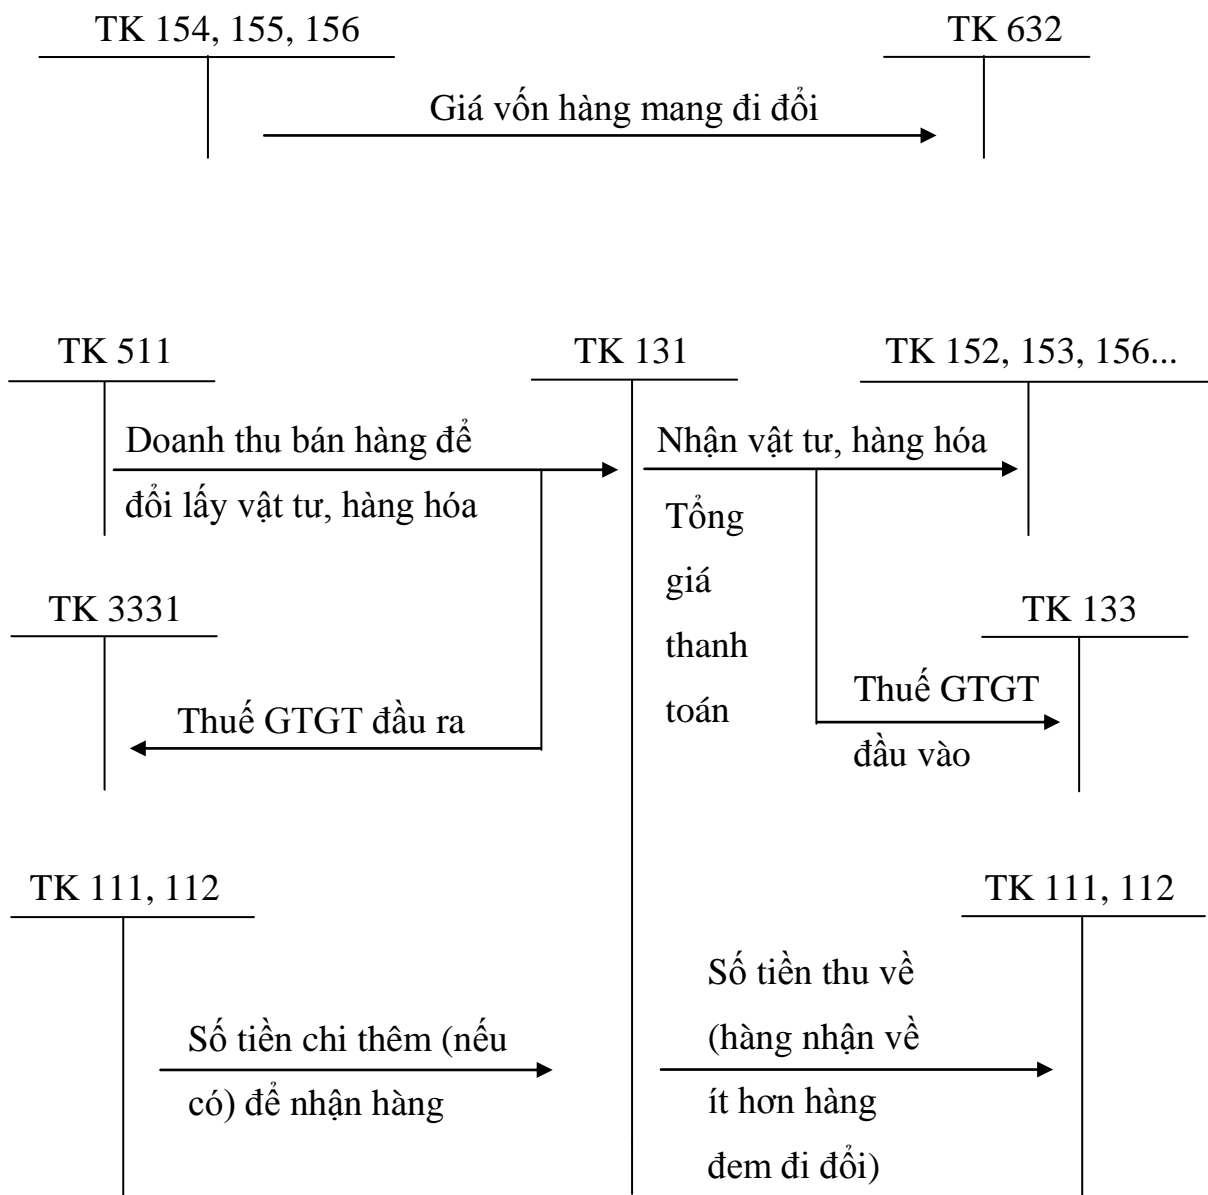 TK 154, 155, 156
TK 632
Giá vốn hàng mang đi đổi
TK 511
TK 131
TK 152, 153, 156...
Doanh thu bán hàng để
đổi lấy vật tư, hàng hóa
Nhận vật tư, hàng hóa
Tổng
giá
thanh
toán
TK 3331
TK 133
Thuế GTGT đầu ra
Thuế GTGT
đầu vào
TK 111, 112
TK 111, 112
Số tiền chi thêm (nếu
có) để nhận hàng
Số tiền thu về
(hàng nhận về
ít hơn hàng
đem đi đổi)